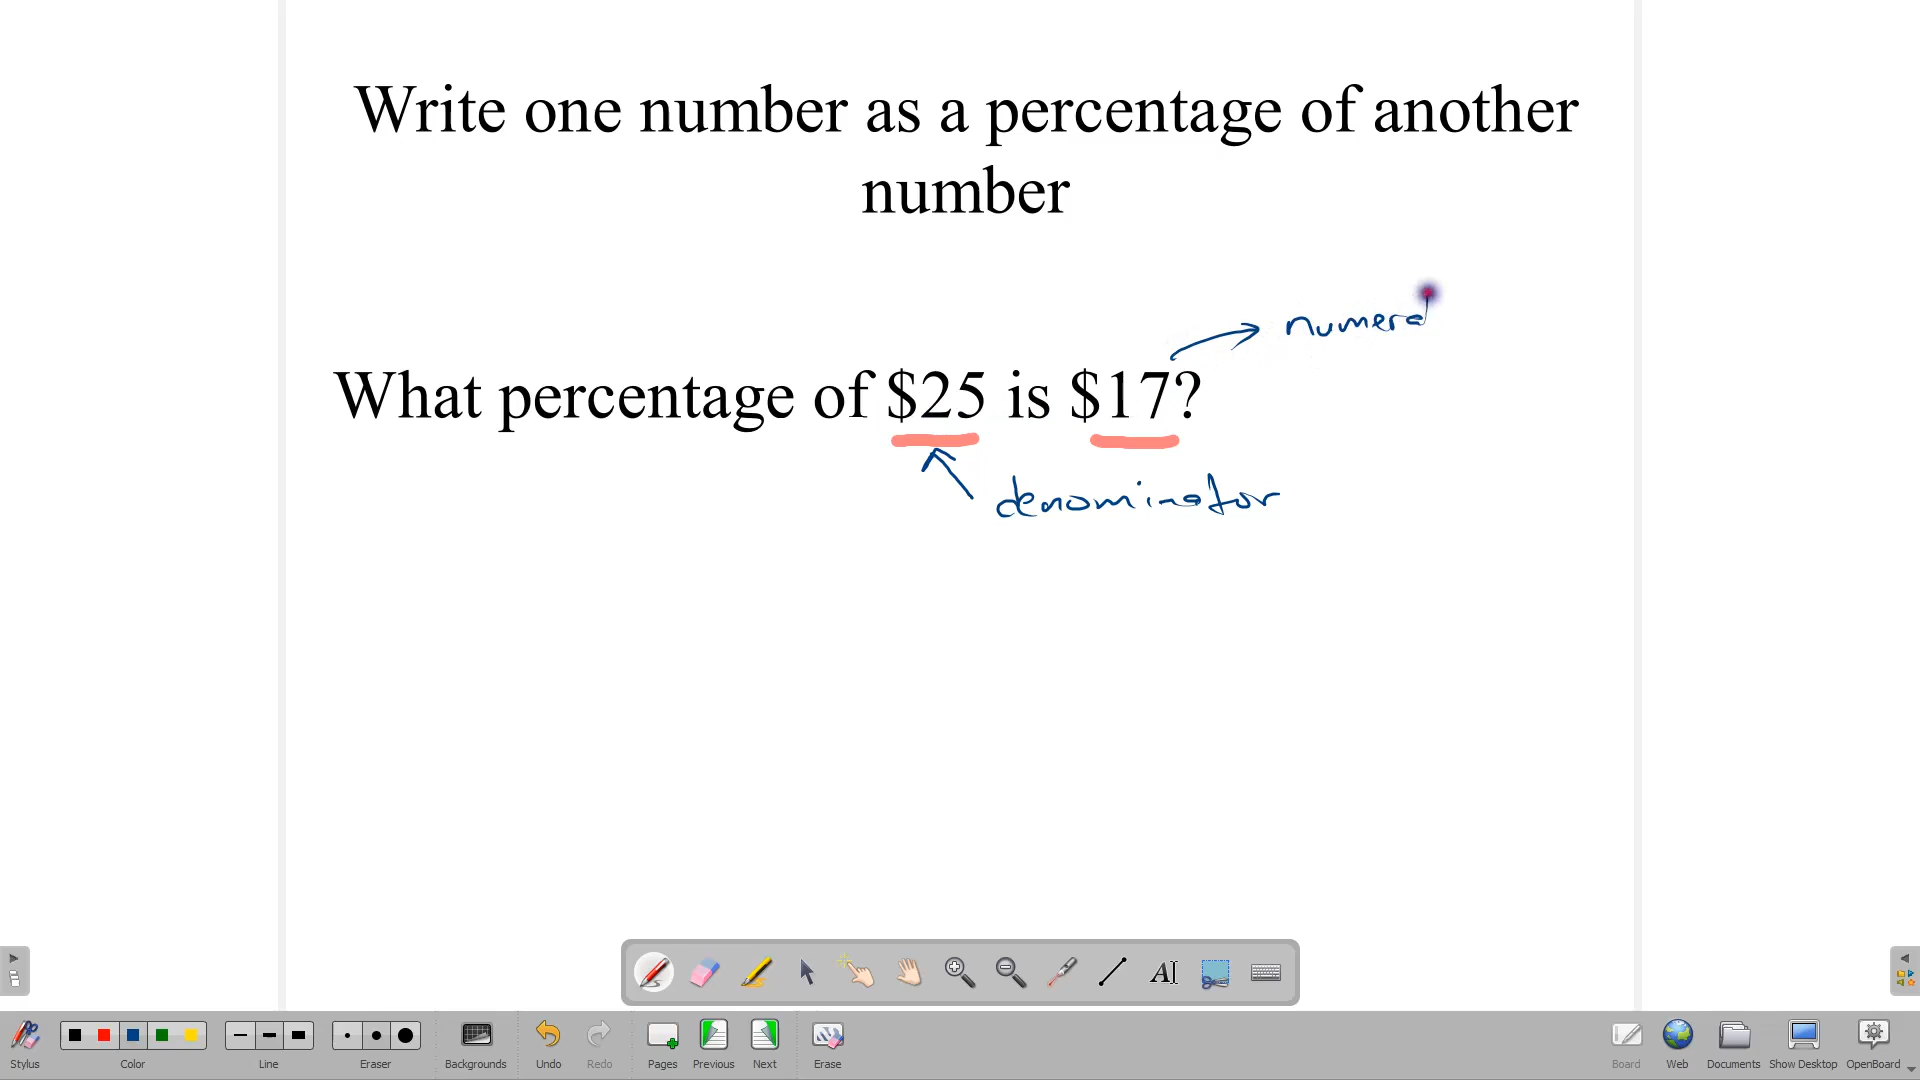 Write one number as a percentage of another
number
numera
What percentage of $25 is $17?
denominator
AI
Stylus
Color
Line
Eraser
Backgrounds
Undo
Redo
Pages
Previous
Next
Erase
Board
Web
Documents
Show Desktop
OpenBoard